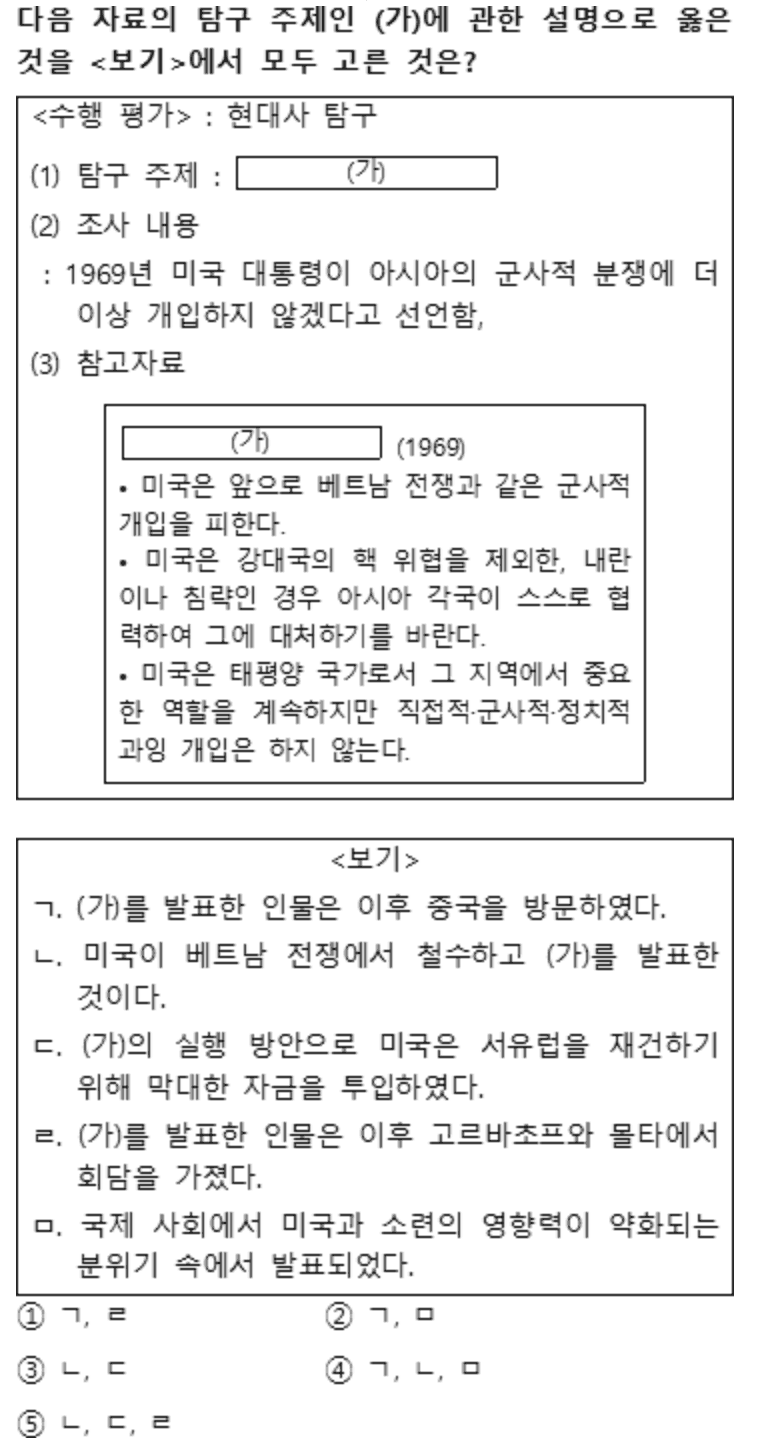 다음 자료의 탐구 주제인 (가)에 관한 설명으로 옳은
것을 <보기>에서 모두 고른 것은?
<수행 평가> : 현대사 탐구
(1) 탐구 주제 : (가)
(2) 조사 내용
: 1969년 미국 대통령이 아시아의 군사적 분쟁에 더
이상 개입하지 않겠다고 선언함,
(3) 참고자료
(가) (1969)
• 미국은 앞으로 베트남 전쟁과 같은 군사적
개입을 피한다.
• 미국은 강대국의 핵 위협을 제외한, 내란
이나 침략인 경우 아시아 각국이 스스로 협
력하여 그에 대처하기를 바란다.
• 미국은 태평양 국가로서 그 지역에서 중요
한 역할을 계속하지만 직접적·군사적·정치적
과잉 개입은 하지 않는다.
<보기>
ㄱ. (가)를 발표한 인물은 이후 중국을 방문하였다.
ㄴ. 미국이 베트남 전쟁에서 철수하고 (가)를 발표한
것이다.
ㄷ. (가)의 실행 방안으로 미국은 서유럽을 재건하기
위해 막대한 자금을 투입하였다.
ㄹ. (가)를 발표한 인물은 이후 고르바초프와 몰타에서
회담을 가졌다.
ㅁ. 국제 사회에서 미국과 소련의 영향력이 약화되는
분위기 속에서 발표되었다.
① ㄱ, ㄹ ② ㄱ, ㅁ
③ ㄴ, ㄷ ④ ㄱ, ㄴ, ㅁ
⑤ ㄴ, ㄷ, ㄹ